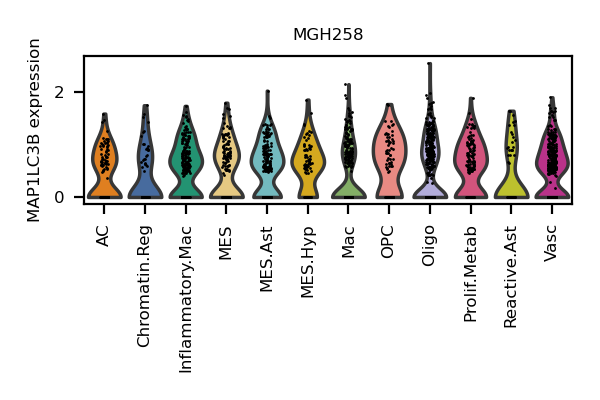 MGH258
MAP1LC3B expression
2
0
AC
Chromatin.Reg
Inflammatory.Mac
MES
MES.Ast
MES.Hyp
Mac
OPC
Oligo
Prolif.Metab
Reactive.Ast
Vasc